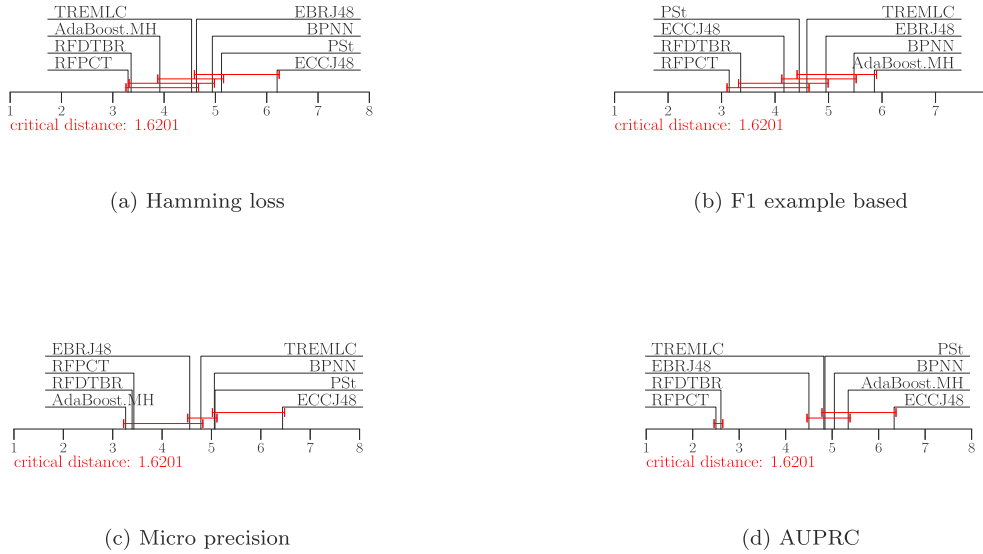 TREMLC EBRJ48
AdaBoost.MH BPNN
RFDTBR PSt
RFPCT ECCJ48
1 2 3 4 5 6 7 8
critical distance: 1.6201
(a) Hamming loss
PSt TREMLC
ECCJ48 EBRJ48
RFDTBR BPNN
RFPCT AdaBoost.MH
1 2 3 4 5 6 7
critical distance: 1.6201
(b) F1 example based
EBRJ48 TREMLC
RFPCT BPNN
RFDTBR PSt
AdaBoost.MH ECCJ48
1 2 3 4 5 6 7 8
critical distance: 1.6201
(c) Micro precision
TREMLC PSt
EBRJ48 BPNN
RFDTBR AdaBoost.MH
RFPCT ECCJ48
1 2 3 4 5 6 7 8
critical distance: 1.6201
(d) AUPRC